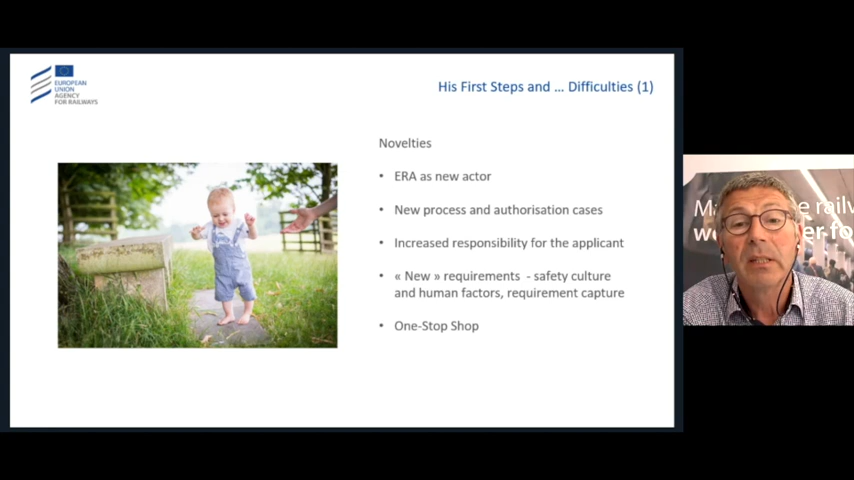 EUROPEAN
UNION
AGENCY
FOR RAILWAYS
His First Steps and ... Difficulties (1)
Novelties
• ERA as new actor
• New process and authorisation cases
• Increased responsibility for the applicant
• « New » requirements - safety culture
and human factors, requirement capture
• One-Stop Shop